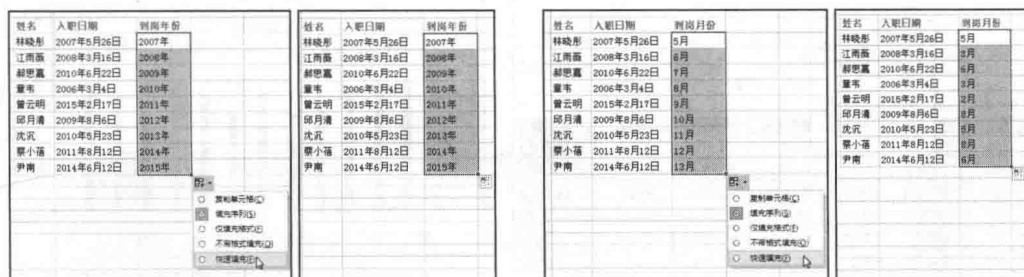 姓名 入职日期 到岗年份
林晓彤 2007年5月26日 2007年
江雨薇 2008年3月16日 2008年
郝思嘉 2010年6月22日 2009年
童韦 2006年3月4日 2010年
曾云明 2015年2月17日 2011年
邱月清 2009年8月6日 2012年
沈沉 2010年5月23日 2013年
蔡小蓓 2011年8月12日 2014年
尹南 2014年6月12日 2015年
复制单元格(C)
填充序列(S)
仅填充格式(F)
不带格式填充(O)
快速填充(F)
姓名 入职日期 到岗年份
林晓彤 2007年5月26日 2007年
江雨薇 2008年3月16日 2008年
郝思嘉 2010年6月22日 2009年
童韦 2006年3月4日 2010年
曾云明 2015年2月17日 2011年
邱月清 2009年8月6日 2012年
沈沉 2010年5月23日 2013年
蔡小蓓 2011年8月12日 2014年
尹南 2014年6月12日 2015年
姓名 入职日期 到岗月份
林晓彤 2007年5月26日 5月
江雨薇 2008年3月16日 6月
郝思嘉 2010年6月22日 7月
童韦 2006年3月4日 8月
曾云明 2015年2月17日 9月
邱月清 2009年8月6日 10月
沈沉 2010年5月23日 11月
蔡小蓓 2011年8月12日 12月
尹南 2014年6月12日 13月
复制单元格(C)
填充序列(S)
仅填充格式(F)
不带格式填充(O)
快速填充(F)
姓名 入职日期 到岗月份
林晓彤 2007年5月26日 5月
江雨薇 2008年3月16日 3月
郝思嘉 2010年6月22日 6月
童韦 2006年3月4日 3月
曾云明 2015年2月17日 2月
邱月清 2009年8月6日 8月
沈沉 2010年5月23日 5月
蔡小蓓 2011年8月12日 8月
尹南 2014年6月12日 6月